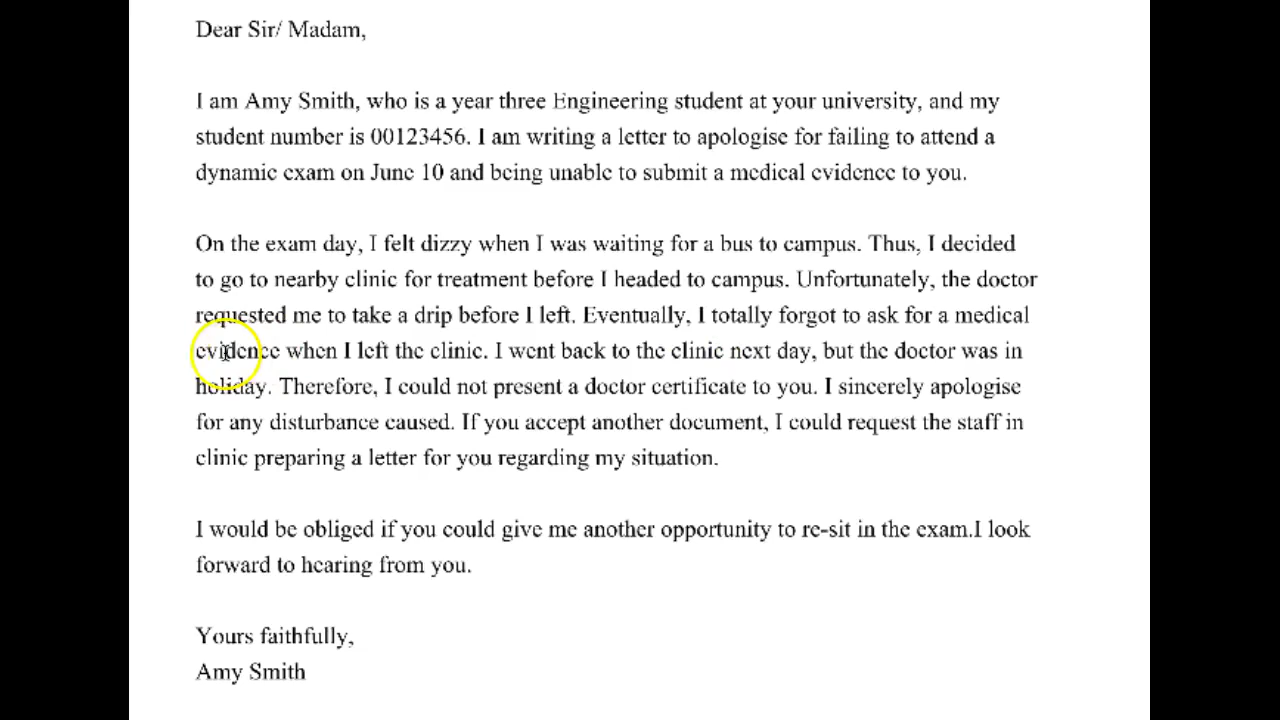 Dear Sir/ Madam,
I am Amy Smith, who is a year three Engineering student at your university, and my
student number is 00123456. I am writing a letter to apologise for failing to attend a
dynamic exam on June 10 and being unable to submit a medical evidence to you.
On the exam day, I felt dizzy when I was waiting for a bus to campus. Thus, I decided
to go to nearby clinic for treatment before I headed to campus. Unfortunately, the doctor
requested me to take a drip before I left. Eventually, I totally forgot to ask for a medical
evidence when I left the clinic. I went back to the clinic next day, but the doctor was in
holiday. Therefore, I could not present a doctor certificate to you. I sincerely apologise
for any disturbance caused. If you accept another document, I could request the staff in
clinic preparing a letter for you regarding my situation.
I would be obliged if you could give me another opportunity to re-sit in the exam.I look
forward to hearing from you.
Yours faithfully,
Amy Smith